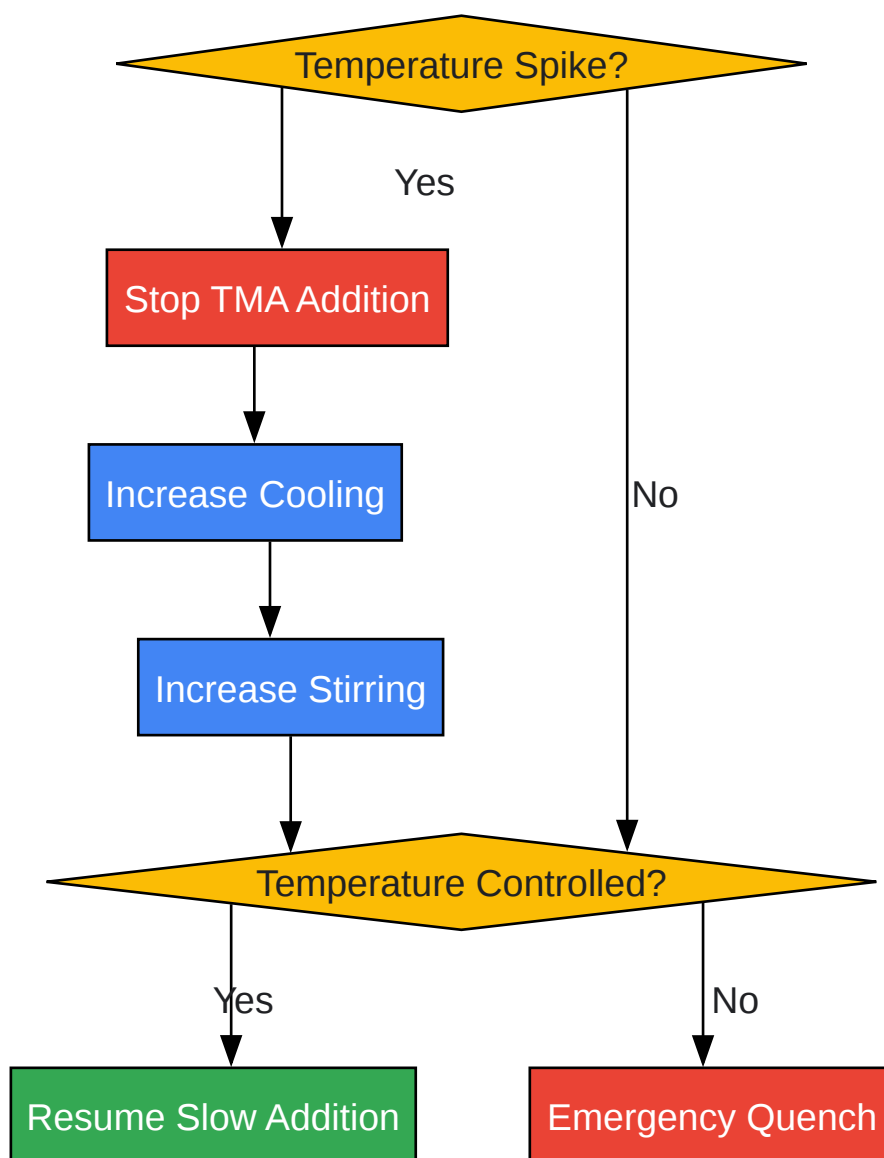 Temperature Spike?
Yes
Stop TMA Addition
Increase Cooling
No
Increase Stirring
Temperature Controlled?
Yes
No
Resume Slow Addition
Emergency Quench